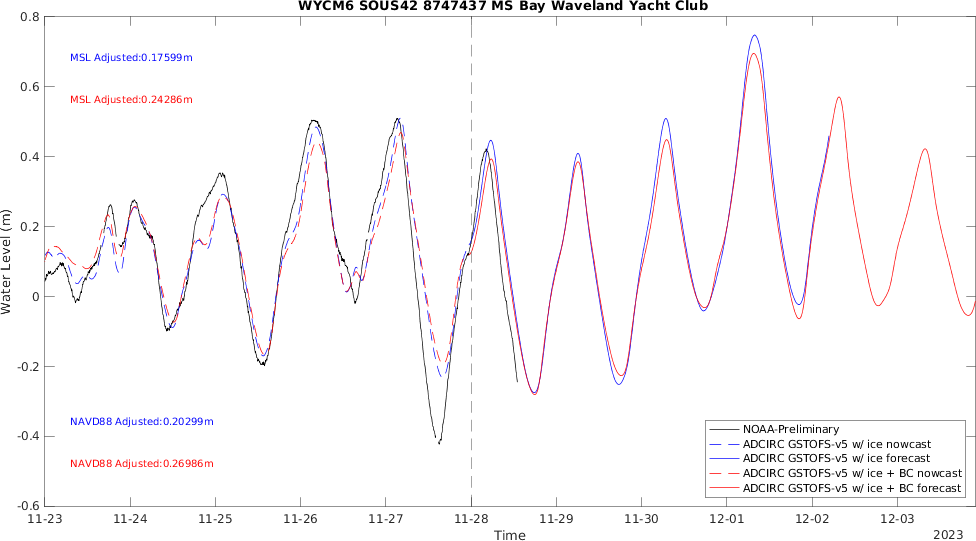 WYCM6 SOUS42 8747437 MS Bay Waveland Yacht Club
0.8
MSL Adjusted:0.17599m
0.6
MSL Adjusted:0.24286m
0.4
0.2
Water Level (m)
0
-0.2
NAVD88 Adjusted:0.20299m
-0.4
NAVD88 Adjusted:0.26986m
-0.6
NOAA-Preliminary
ADCIRC GSTOFS-v5 w/ ice nowcast
ADCIRC GSTOFS-v5 w/ ice forecast
ADCIRC GSTOFS-v5 w/ ice + BC nowcast
ADCIRC GSTOFS-v5 w/ ice + BC forecast
11-23 11-24 11-25 11-26 11-27 11-28 11-29 11-30 12-01 12-02 12-03
Time
2023